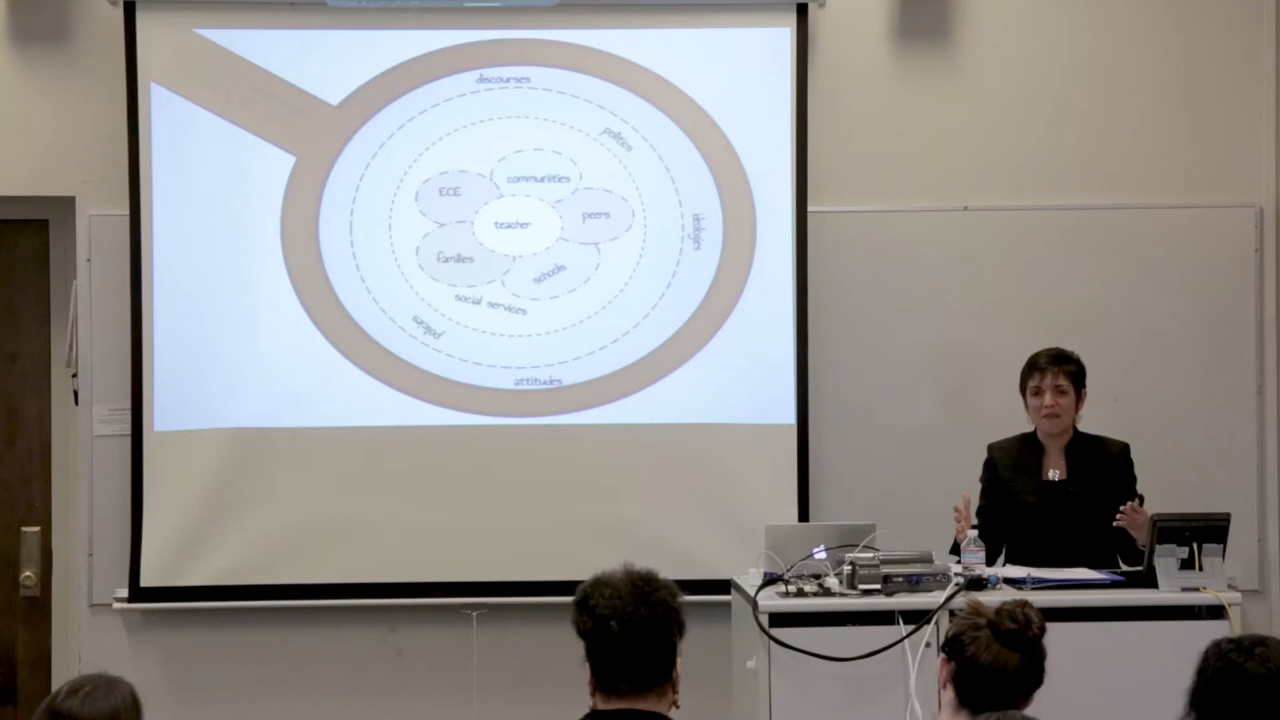 discourses
politics
communities
ECE
peers
teacher
ideologies
families
schools
social services
policies
attitudes